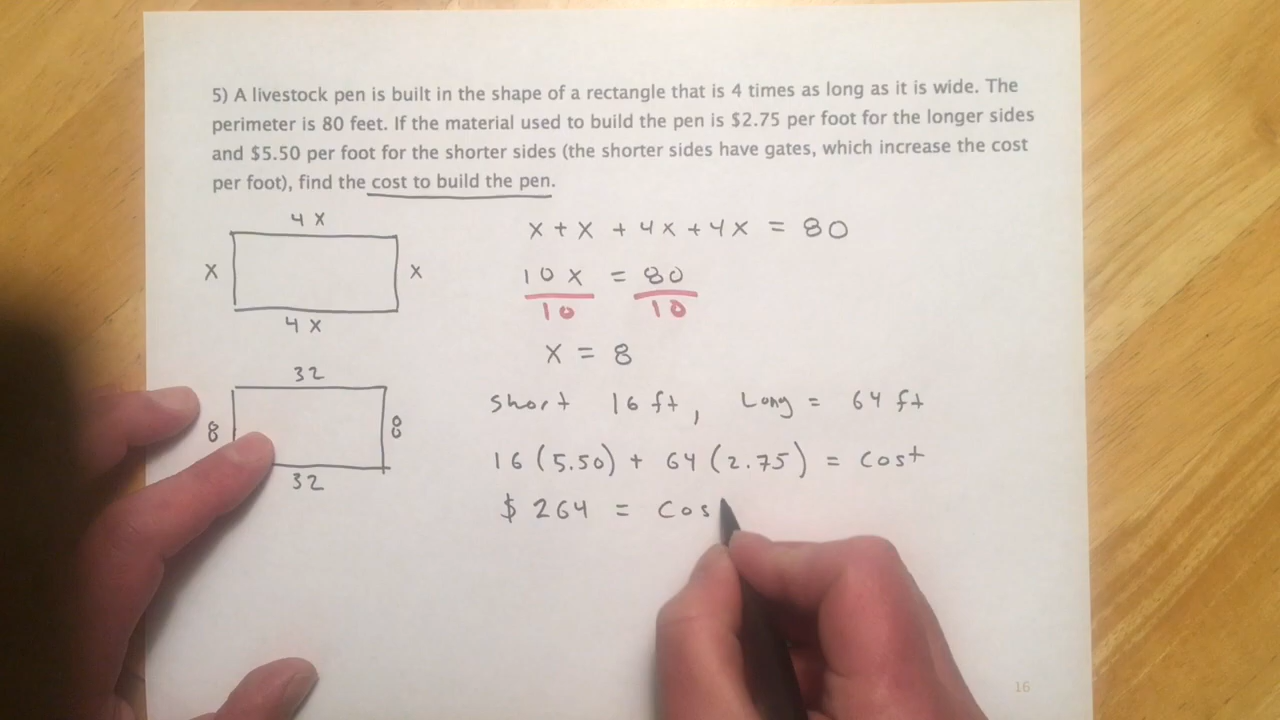 5) A livestock pen is built in the shape of a rectangle that is 4 times as long as it is wide. The
perimeter is 80 feet. If the material used to build the pen is $2.75 per foot for the longer sides
and $5.50 per foot for the shorter sides (the shorter sides have gates, which increase the cost
per foot), find the cost to build the pen.
4x
x x
4x
x + x + 4x + 4x = 80
10x = 80
10 10
x = 8
32
8 8
32
Short 16 ft, Long = 64 ft
16 (5.50) + 64 (2.75) = Cost
$ 264 = Cos
16